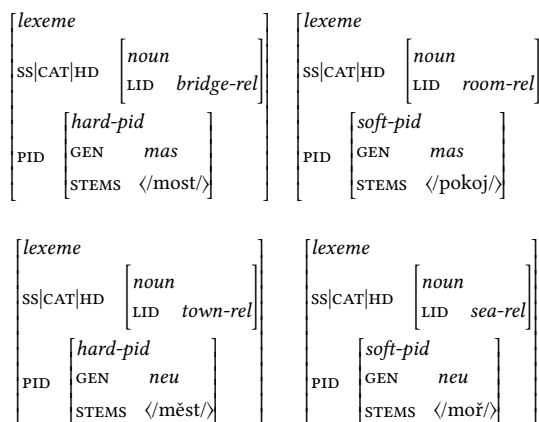 lexeme
SS|CAT|HD [noun
LID bridge-rel]
PID [hard-pid
GEN mas
STEMS ⟨/most/⟩]
lexeme
SS|CAT|HD [noun
LID room-rel]
PID [soft-pid
GEN mas
STEMS ⟨/pokoj/⟩]
lexeme
SS|CAT|HD [noun
LID town-rel]
PID [hard-pid
GEN neu
STEMS ⟨/měst/⟩]
lexeme
SS|CAT|HD [noun
LID sea-rel]
PID [soft-pid
GEN neu
STEMS ⟨/moř/⟩]